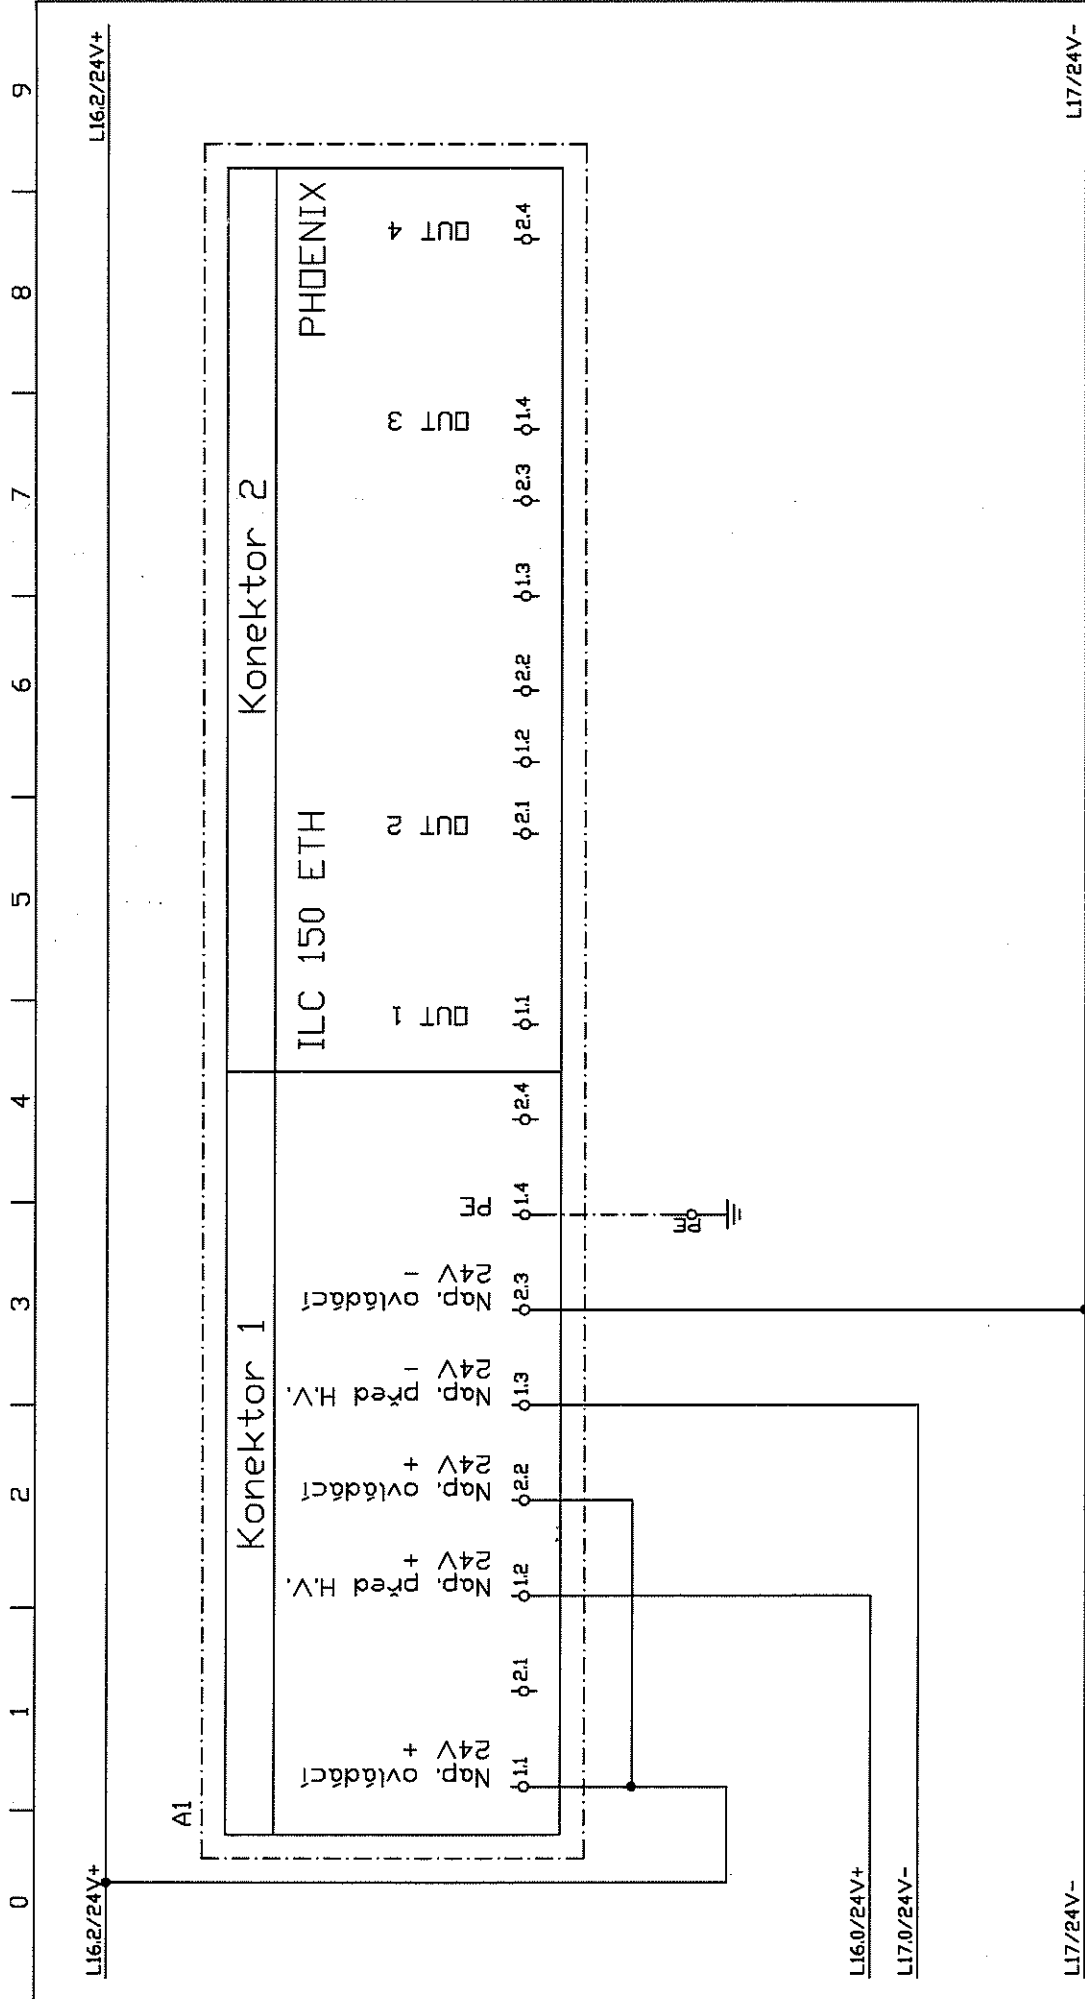 0 1 2 3 4 5 6 7 8 9
L16.2/24V+ L16.2/24V+
A1
Konektor 1 Konektor 2
ILC 150 ETH PHOENIX
Nap. ovládácí
24V +
Nap. před H.V.
24V +
Nap. ovládácí
24V +
Nap. před H.V.
24V -
Nap. ovládácí
24V -
PE
OUT 1
OUT 2
OUT 3
OUT 4
1.1 2.1 1.2 2.2 1.3 2.3 1.4 2.4 1.1 2.1 1.2 2.2 1.3 2.3 1.4 2.4
PE
L16.0/24V+
L17.0/24V-
L17/24V- L17/24V-